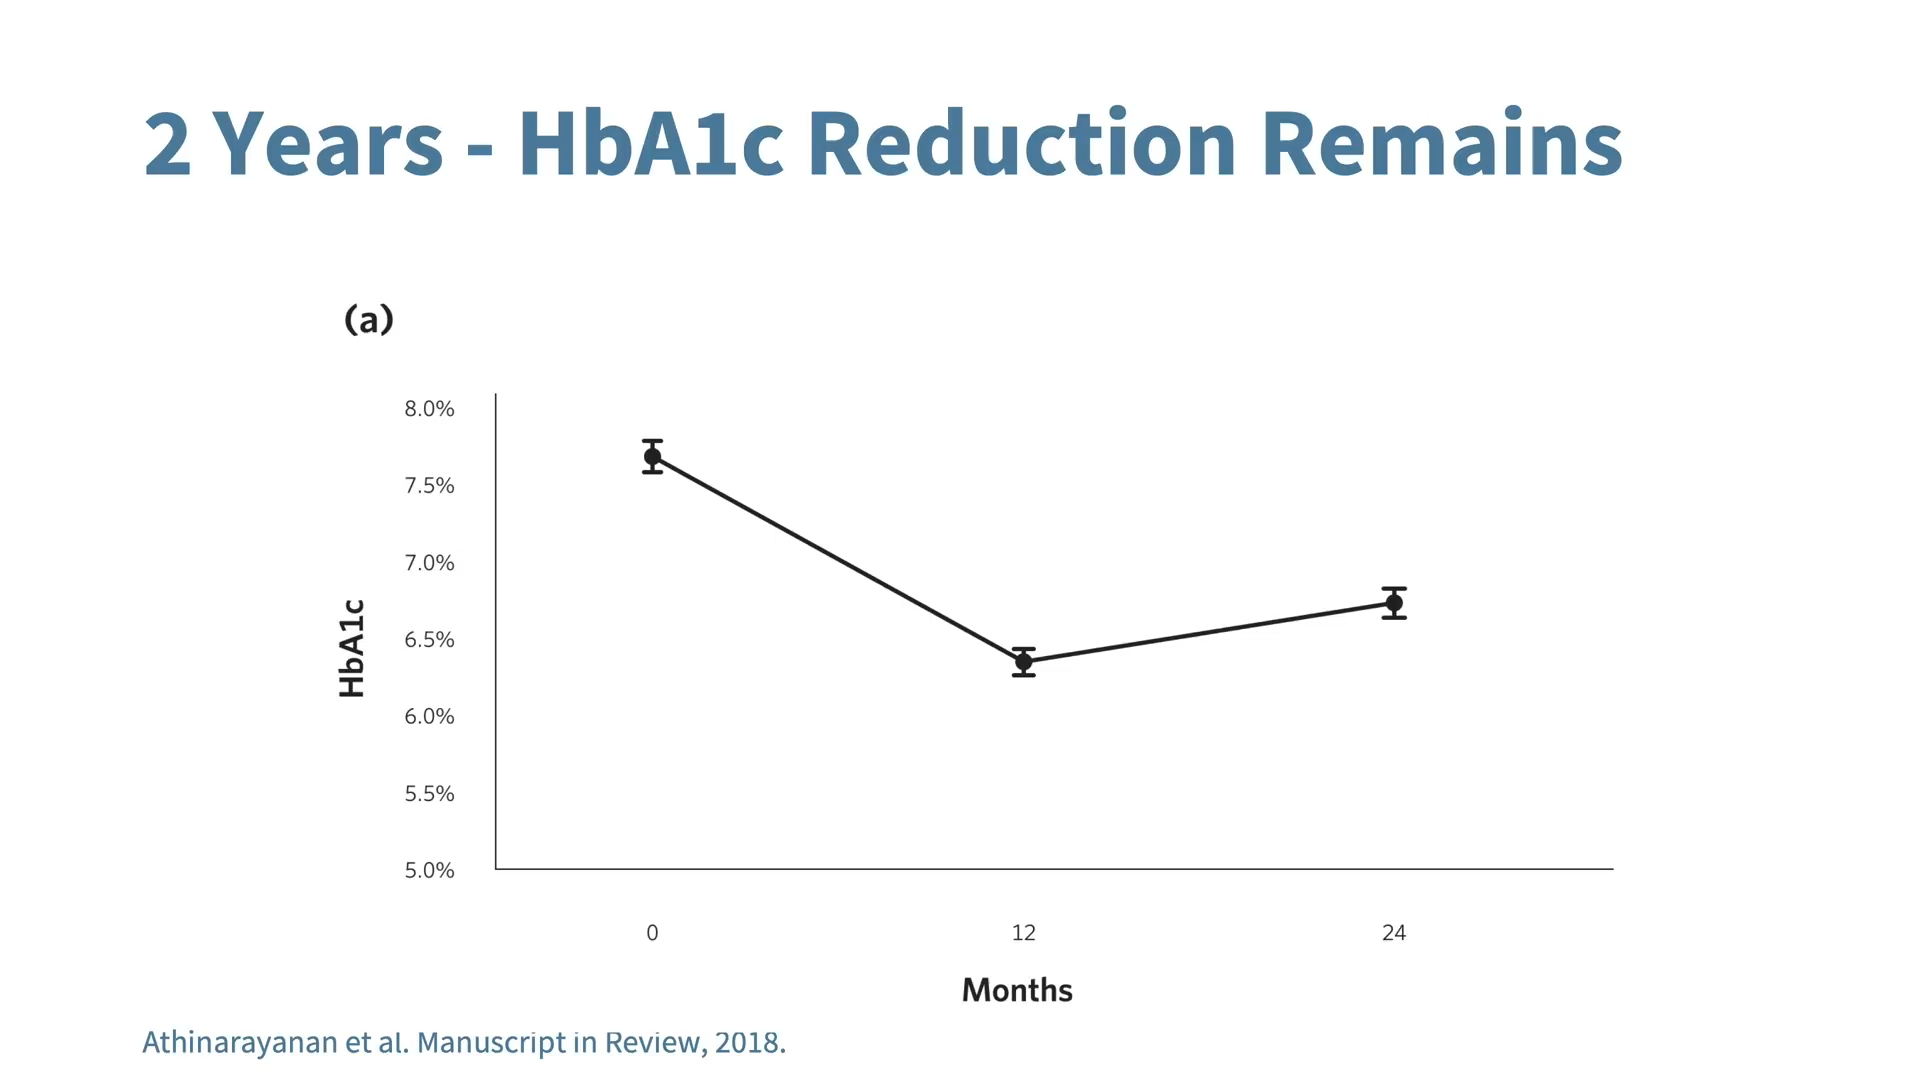 2 Years - HbA1c Reduction Remains
(a)
8.0%
7.5%
7.0%
6.5%
6.0%
5.5%
5.0%
HbA1c
0 12 24
Months
Athinarayanan et al. Manuscript in Review, 2018.